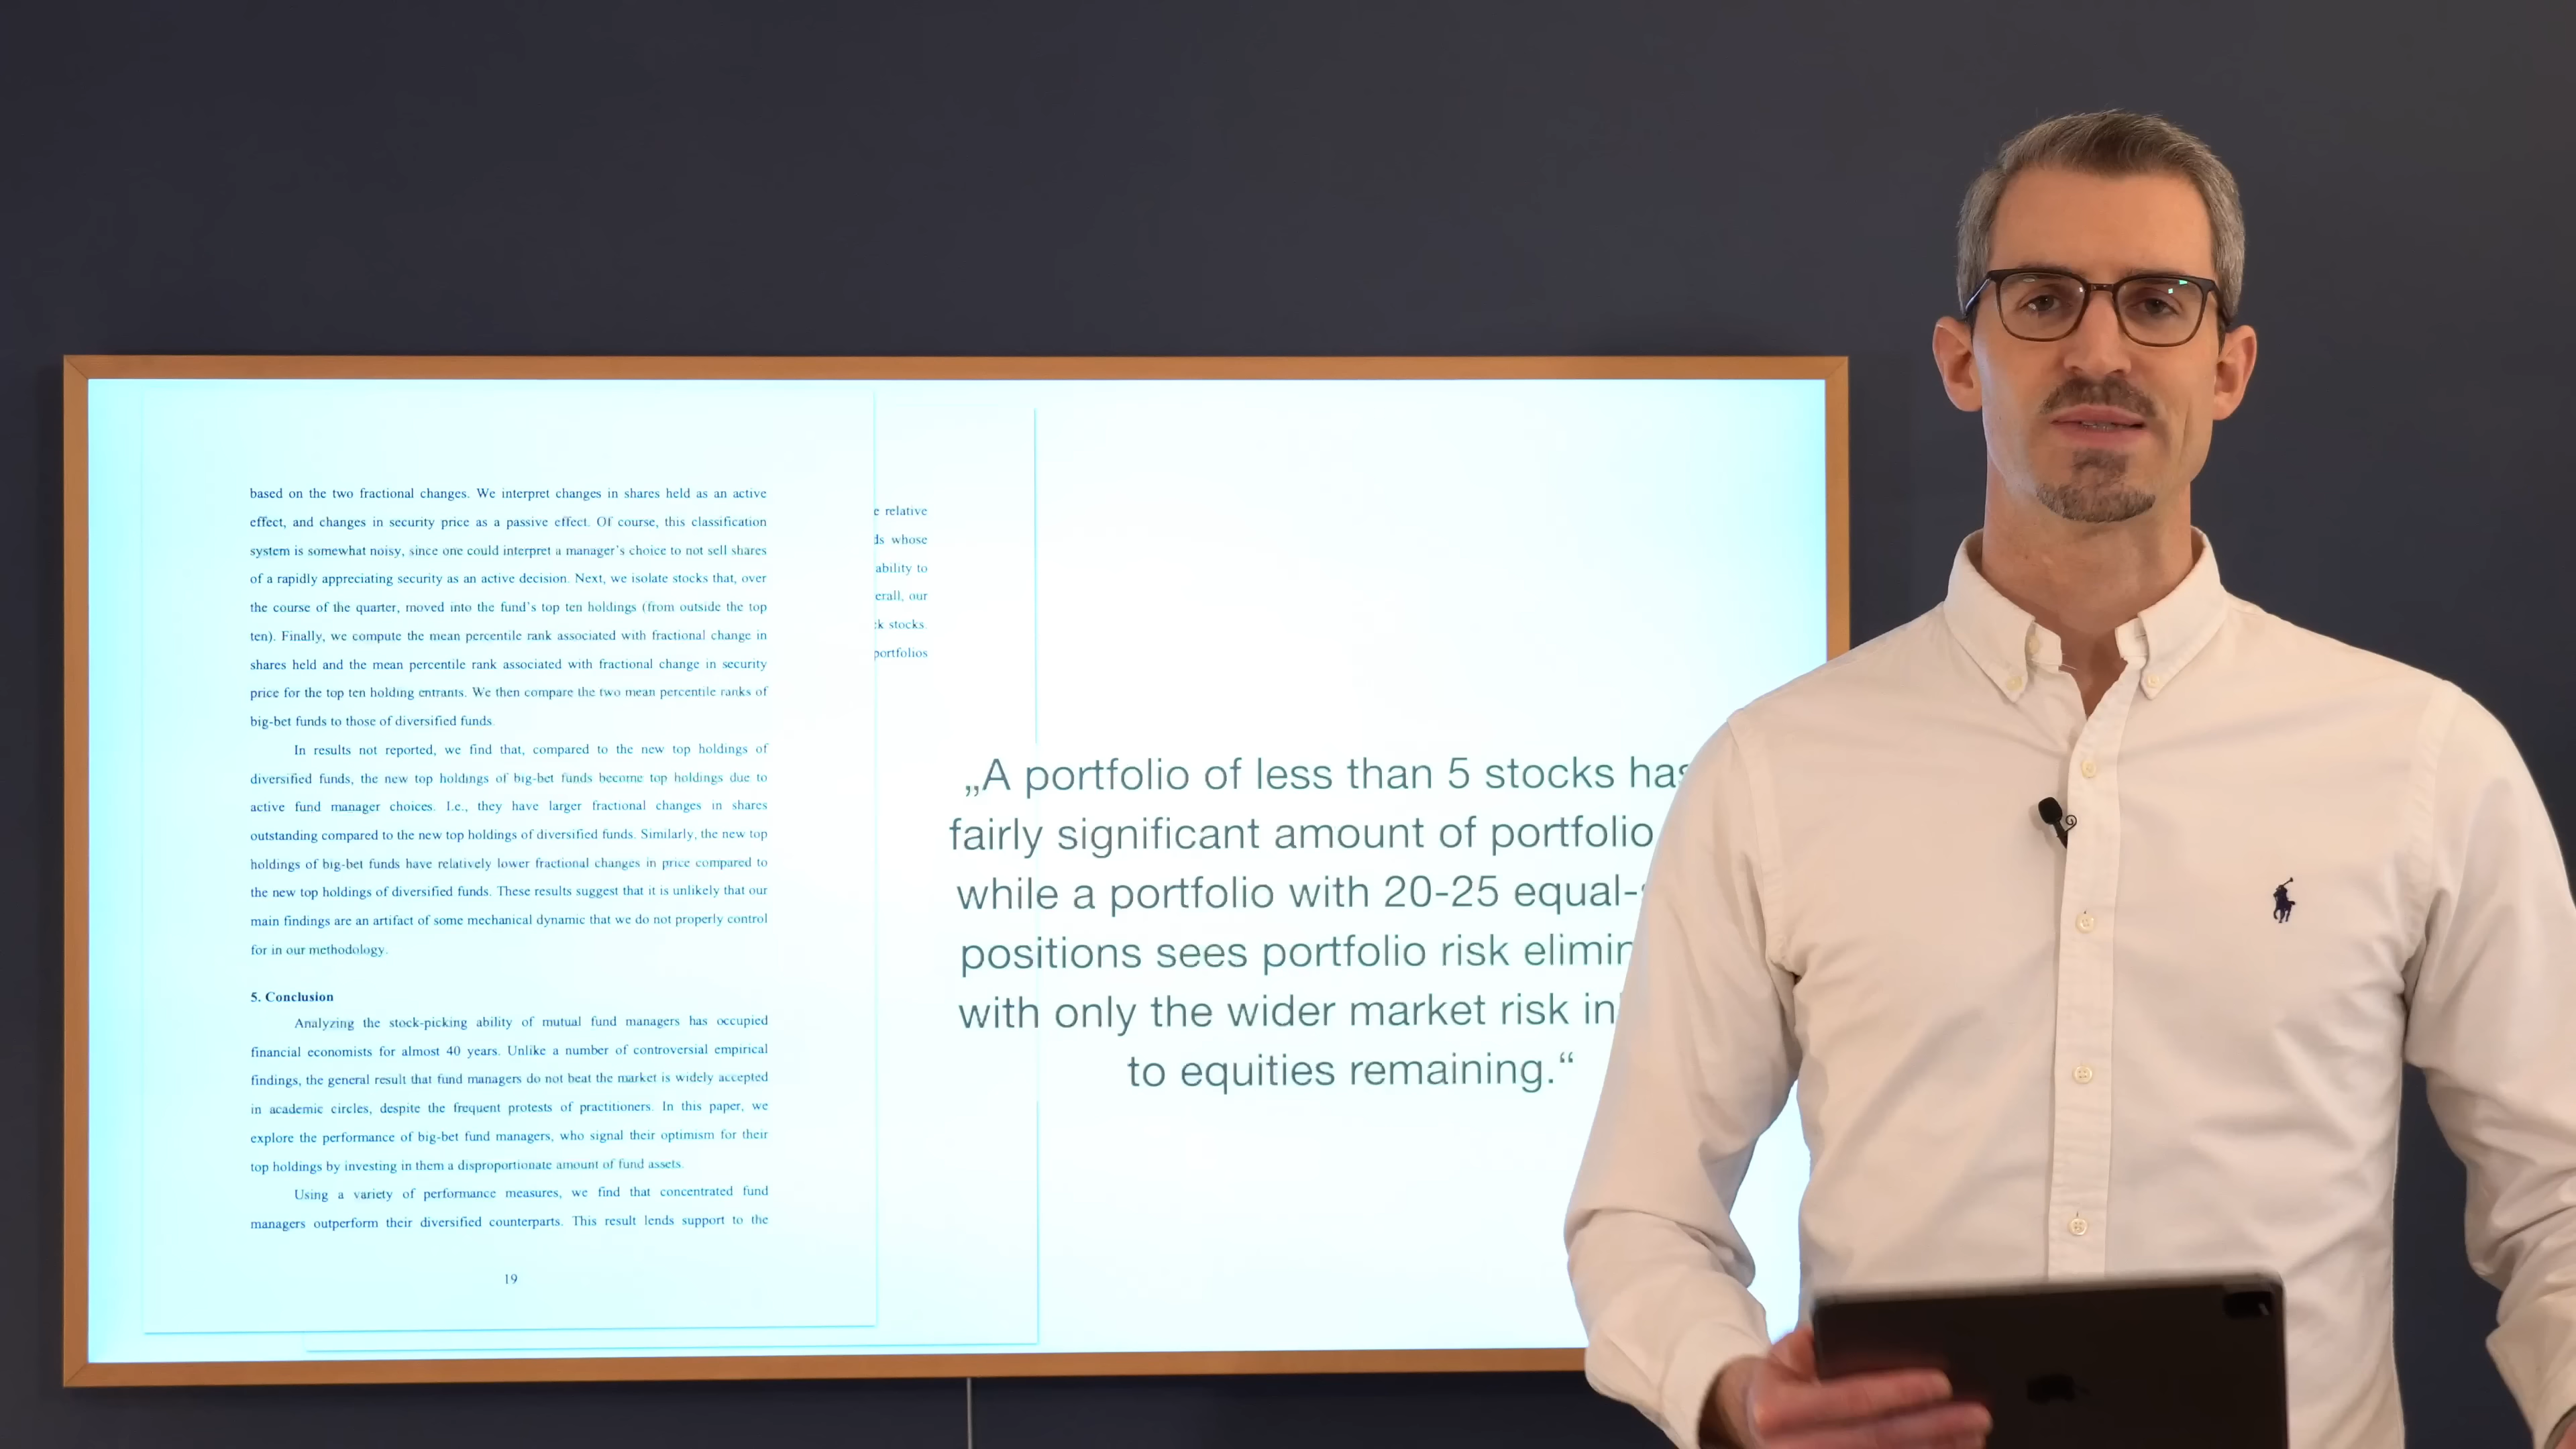 based on the two fractional changes. We interpret changes in shares held as an active
effect, and changes in security price as a passive effect. Of course, this classification
system is somewhat noisy, since one could interpret a manager's choice to not sell shares
of a rapidly appreciating security as an active decision. Next, we isolate stocks that, over
the course of the quarter, moved into the fund's top ten holdings (from outside the top
ten). Finally, we compute the mean percentile rank associated with fractional change in
shares held and the mean percentile rank associated with fractional change in security
price for the top ten holding entrants. We then compare the two mean percentile ranks of
big-bet funds to those of diversified funds.
In results not reported, we find that, compared to the new top holdings of
diversified funds, the new top holdings of big-bet funds become top holdings due to
active fund manager choices. I.e., they have larger fractional changes in shares
outstanding compared to the new top holdings of diversified funds. Similarly, the new top
holdings of big-bet funds have relatively lower fractional changes in price compared to
the new top holdings of diversified funds. These results suggest that it is unlikely that our
main findings are an artifact of some mechanical dynamic that we do not properly control
for in our methodology.
5. Conclusion
Analyzing the stock-picking ability of mutual fund managers has occupied
financial economists for almost 40 years. Unlike a number of controversial empirical
findings, the general result that fund managers do not beat the market is widely accepted
in academic circles, despite the frequent protests of practitioners. In this paper, we
explore the performance of big-bet fund managers, who signal their optimism for their
top holdings by investing in them a disproportionate amount of fund assets.
Using a variety of performance measures, we find that concentrated fund
managers outperform their diversified counterparts. This result lends support to the
19
relative
whose
ability to
our
stocks
portfolios
„A portfolio of less than 5 stocks has
fairly significant amount of portfolio
while a portfolio with 20-25 equal-
positions sees portfolio risk elimin
with only the wider market risk in
to equities remaining.“